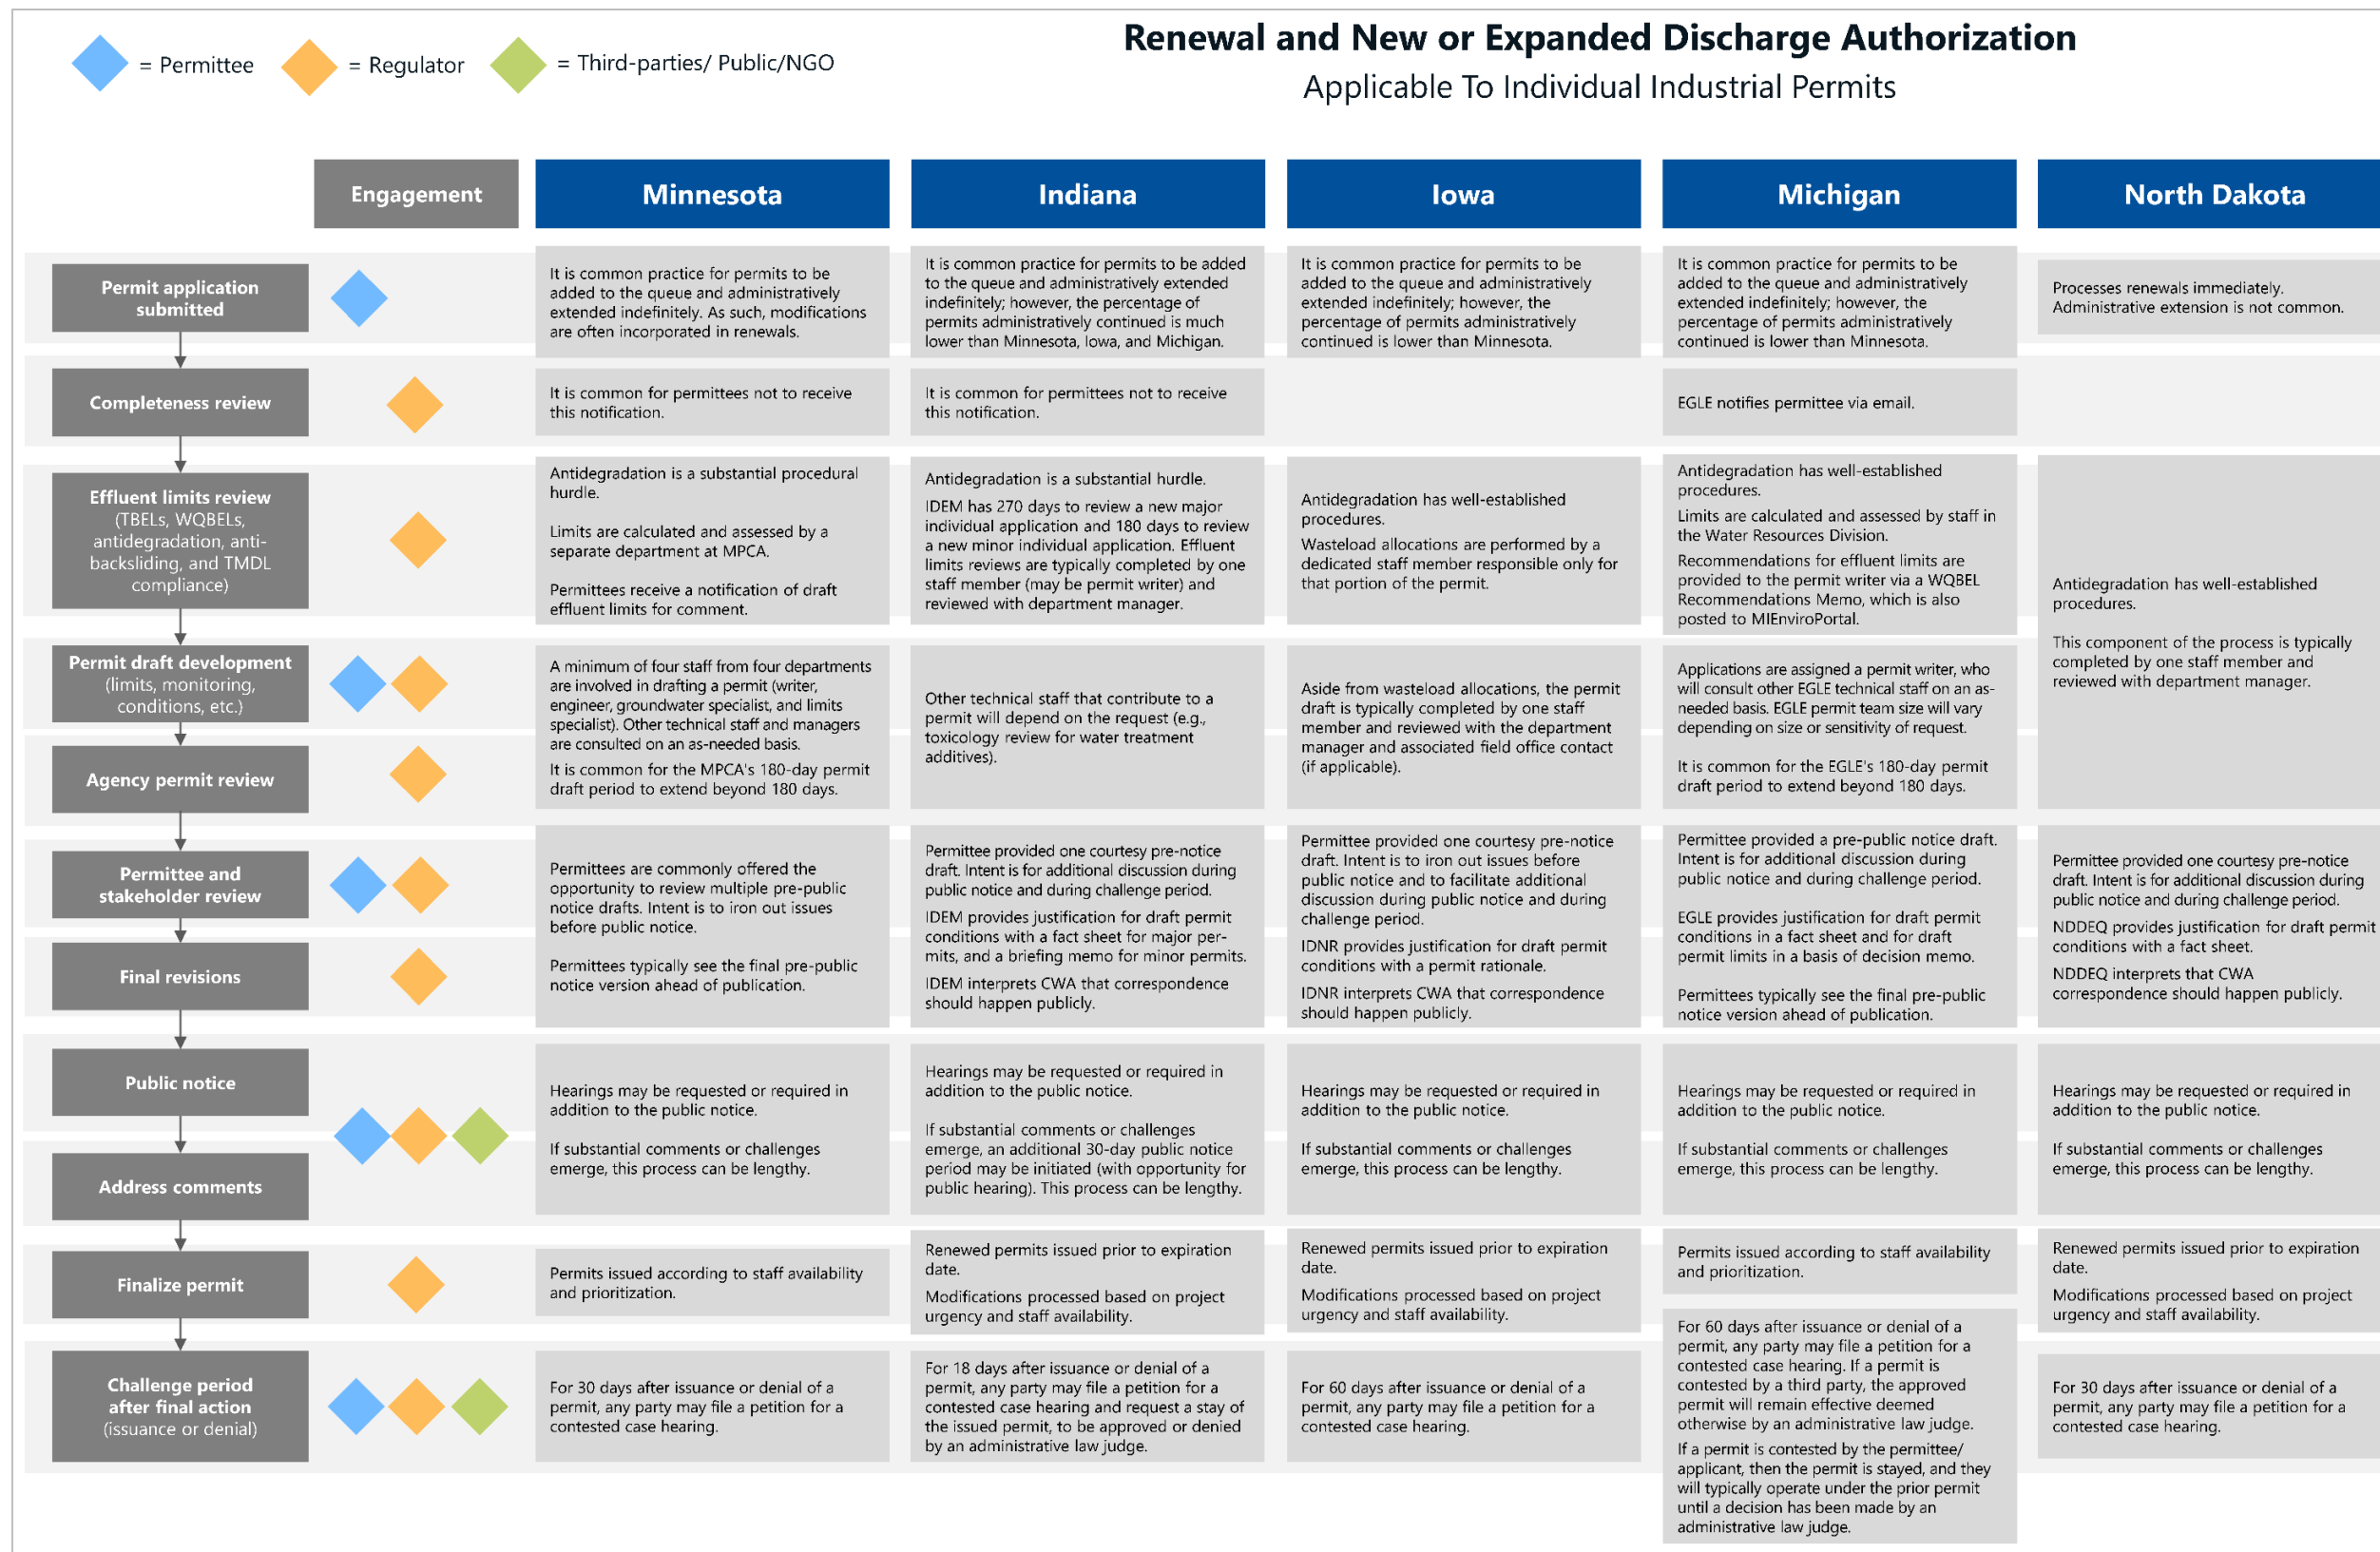 Renewal and New or Expanded Discharge Authorization
Applicable To Individual Industrial Permits
= Permittee
= Regulator
= Third-parties/ Public/NGO
Engagement
Minnesota
Indiana
Iowa
Michigan
North Dakota
Permit application
submitted
It is common practice for permits to be
added to the queue and administratively
extended indefinitely. As such, modifications
are often incorporated in renewals.
It is common practice for permits to be added
to the queue and administratively extended
indefinitely; however, the percentage of
permits administratively continued is much
lower than Minnesota, Iowa, and Michigan.
It is common practice for permits to be
added to the queue and administratively
extended indefinitely; however, the
percentage of permits administratively
continued is lower than Minnesota.
It is common practice for permits to be
added to the queue and administratively
extended indefinitely; however, the
percentage of permits administratively
continued is lower than Minnesota.
Processes renewals immediately.
Administrative extension is not common.
Completeness review
It is common for permittees not to receive
this notification.
It is common for permittees not to receive
this notification.
EGLE notifies permittee via email.
Effluent limits review
(TBELs, WQBELs,
antidegradation, anti-
backsliding, and TMDL
compliance)
Antidegradation is a substantial procedural
hurdle.
Limits are calculated and assessed by a
separate department at MPCA.
Permittees receive a notification of draft
effluent limits for comment.
Antidegradation is a substantial hurdle.
IDEM has 270 days to review a new major
individual application and 180 days to review
a new minor individual application. Effluent
limits reviews are typically completed by one
staff member (may be permit writer) and
reviewed with department manager.
Antidegradation has well-established
procedures.
Wasteload allocations are performed by a
dedicated staff member responsible only for
that portion of the permit.
Antidegradation has well-established
procedures.
Limits are calculated and assessed by staff in
the Water Resources Division.
Recommendations for effluent limits are
provided to the permit writer via a WQBEL
Recommendations Memo, which is also
posted to MIEnviroPortal.
Antidegradation has well-established
procedures.
This component of the process is typically
completed by one staff member and
reviewed with department manager.
Permit draft development
(limits, monitoring,
conditions, etc.)
Agency permit review
A minimum of four staff from four departments
are involved in drafting a permit (writer,
engineer, groundwater specialist, and limits
specialist). Other technical staff and managers
are consulted on an as-needed basis.
It is common for the MPCA's 180-day permit
draft period to extend beyond 180 days.
Other technical staff that contribute to a
permit will depend on the request (e.g.,
toxicology review for water treatment
additives).
Aside from wasteload allocations, the permit
draft is typically completed by one staff
member and reviewed with the department
manager and associated field office contact
(if applicable).
Applications are assigned a permit writer, who
will consult other EGLE technical staff on an as-
needed basis. EGLE permit team size will vary
depending on size or sensitivity of request.
It is common for the EGLE's 180-day permit
draft period to extend beyond 180 days.
Permittee and
stakeholder review
Final revisions
Permittees are commonly offered the
opportunity to review multiple pre-public
notice drafts. Intent is to iron out issues
before public notice.
Permittees typically see the final pre-public
notice version ahead of publication.
Permittee provided one courtesy pre-notice
draft. Intent is for additional discussion during
public notice and during challenge period.
IDEM provides justification for draft permit
conditions with a fact sheet for major per-
mits, and a briefing memo for minor permits.
IDEM interprets CWA that correspondence
should happen publicly.
Permittee provided one courtesy pre-notice
draft. Intent is to iron out issues before
public notice and to facilitate additional
discussion during public notice and during
challenge period.
IDNR provides justification for draft permit
conditions with a permit rationale.
IDNR interprets CWA that correspondence
should happen publicly.
Permittee provided a pre-public notice draft.
Intent is for additional discussion during
public notice and during challenge period.
EGLE provides justification for draft permit
conditions in a fact sheet and for draft
permit limits in a basis of decision memo.
Permittees typically see the final pre-public
notice version ahead of publication.
Permittee provided one courtesy pre-notice
draft. Intent is for additional discussion during
public notice and during challenge period.
NDDEQ provides justification for draft permit
conditions with a fact sheet.
NDDEQ interprets that CWA
correspondence should happen publicly.
Public notice
Address comments
Hearings may be requested or required in
addition to the public notice.
If substantial comments or challenges
emerge, this process can be lengthy.
Hearings may be requested or required in
addition to the public notice.
If substantial comments or challenges
emerge, an additional 30-day public notice
period may be initiated (with opportunity for
public hearing). This process can be lengthy.
Hearings may be requested or required in
addition to the public notice.
If substantial comments or challenges
emerge, this process can be lengthy.
Hearings may be requested or required in
addition to the public notice.
If substantial comments or challenges
emerge, this process can be lengthy.
Hearings may be requested or required in
addition to the public notice.
If substantial comments or challenges
emerge, this process can be lengthy.
Finalize permit
Permits issued according to staff availability
and prioritization.
Renewed permits issued prior to expiration
date.
Modifications processed based on project
urgency and staff availability.
Renewed permits issued prior to expiration
date.
Modifications processed based on project
urgency and staff availability.
Permits issued according to staff availability
and prioritization.
Renewed permits issued prior to expiration
date.
Modifications processed based on project
urgency and staff availability.
Challenge period
after final action
(issuance or denial)
For 30 days after issuance or denial of a
permit, any party may file a petition for a
contested case hearing.
For 18 days after issuance or denial of a
permit, any party may file a petition for a
contested case hearing and request a stay of
the issued permit, to be approved or denied
by an administrative law judge.
For 60 days after issuance or denial of a
permit, any party may file a petition for a
contested case hearing.
For 60 days after issuance or denial of a
permit, any party may file a petition for a
contested case hearing. If a permit is
contested by a third party, the approved
permit will remain effective deemed
otherwise by an administrative law judge.
If a permit is contested by the permittee/
applicant, then the permit is stayed, and they
will typically operate under the prior permit
until a decision has been made by an
administrative law judge.
For 30 days after issuance or denial of a
permit, any party may file a petition for a
contested case hearing.